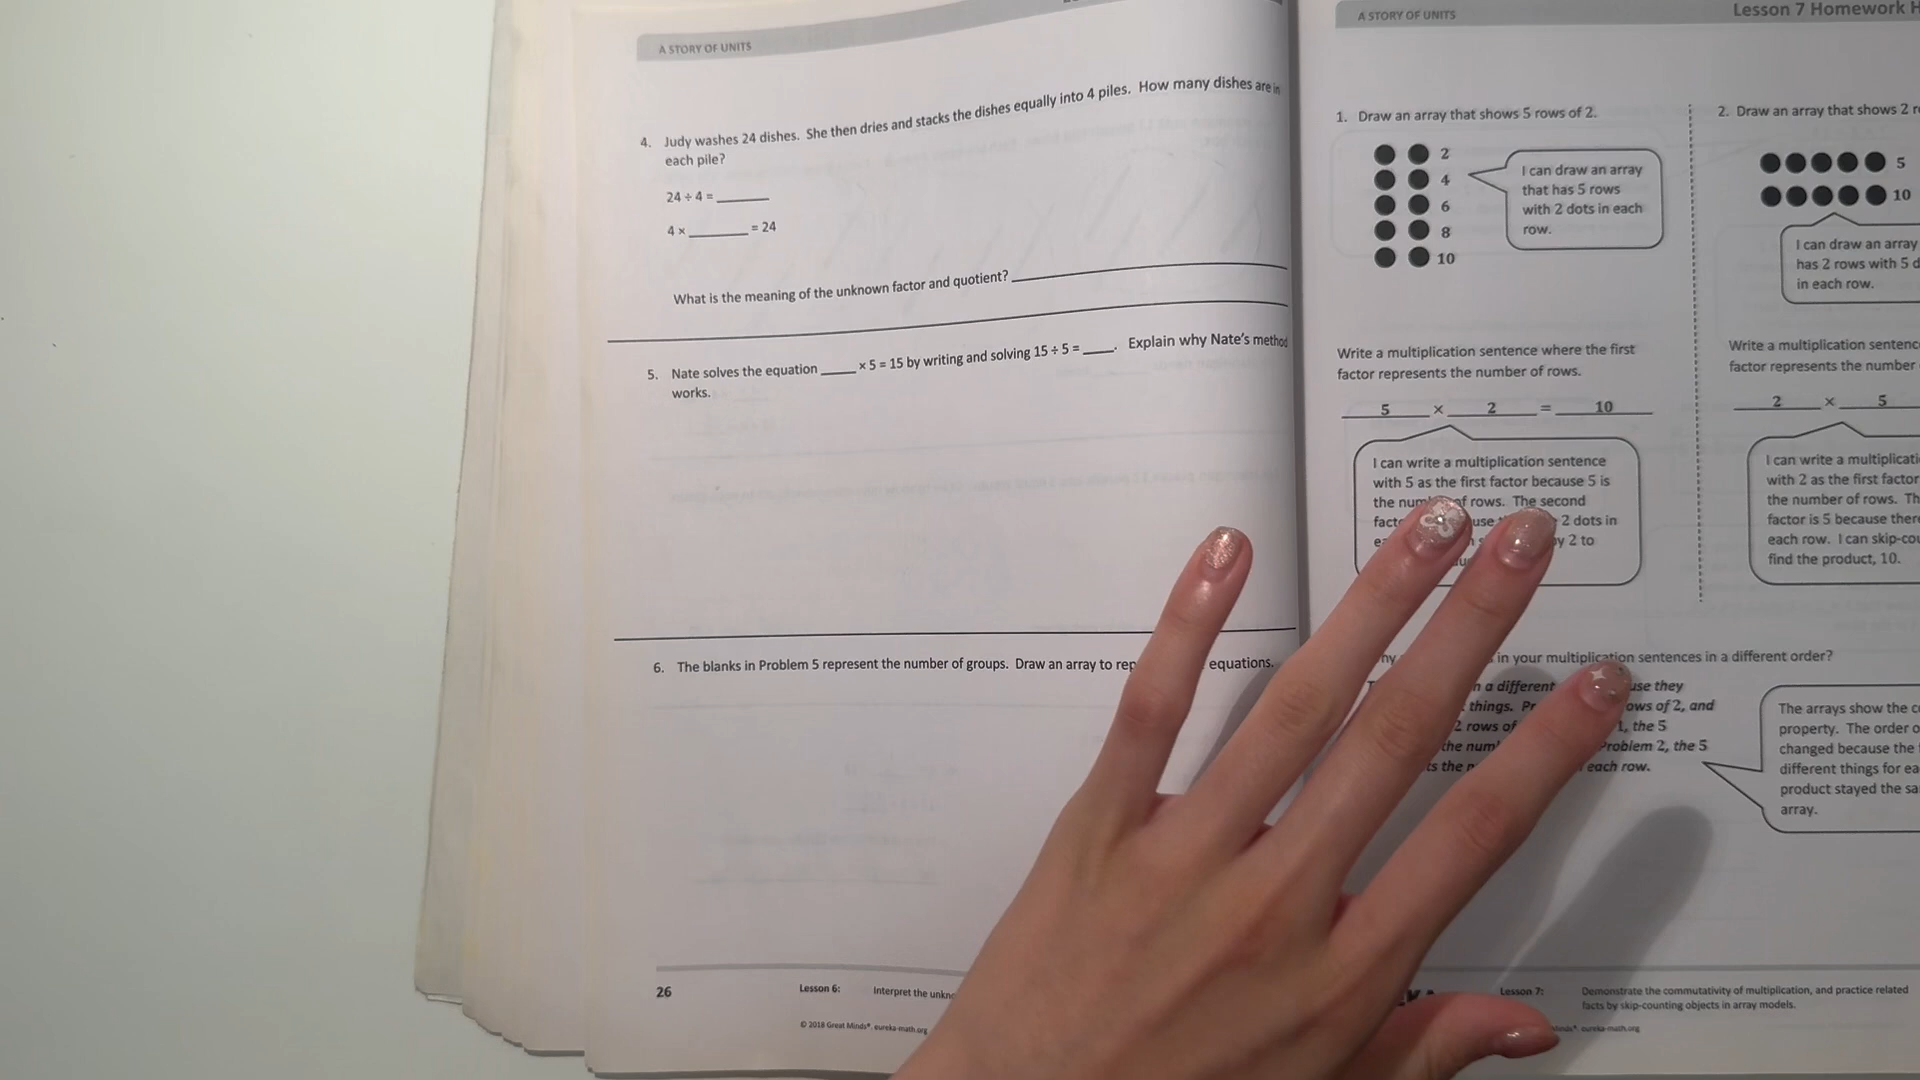 A STORY OF UNITS
4. Judy washes 24 dishes. She then dries and stacks the dishes equally into 4 piles. How many dishes are in
each pile?
24 ÷ 4 = ______
4 × ______ = 24
What is the meaning of the unknown factor and quotient? ______
5. Nate solves the equation ____ × 5 = 15 by writing and solving 15 ÷ 5 = ____. Explain why Nate's method
works.
6. The blanks in Problem 5 represent the number of groups. Draw an array to equations.
26
Lesson 6: Interpret the
© 2018 Great Minds®. eureka-math.org
A STORY OF UNITS
Lesson 7 Homework
1. Draw an array that shows 5 rows of 2.
2
4
6
8
10
I can draw an array
that has 5 rows
with 2 dots in each
row.
Write a multiplication sentence where the first
factor represents the number of rows.
5 × 2 = 10
I can write a multiplication sentence
with 5 as the first factor because 5 is
the of rows. The second
2 dots in
2 to
2. Draw an array that shows 2
5
10
I can draw an array
has 2 rows with 5
in each row.
Write a multiplication
factor represents the number
2 × 5
I can write a
with 2 as the first factor
the number of rows.
factor is 5 because
each row. I can
find the product, 10.
in your multiplication sentences in a different order?
a different they
things. of 2, and
2 rows of 1, the 5
the Problem 2, the 5
the each row.
The arrays show the
property. The order
changed because the
different things for
product stayed the
array.
Lesson 7: Demonstrate the commutativity of multiplication, and practice related
facts by skip-counting objects in array models.
eureka-math.org